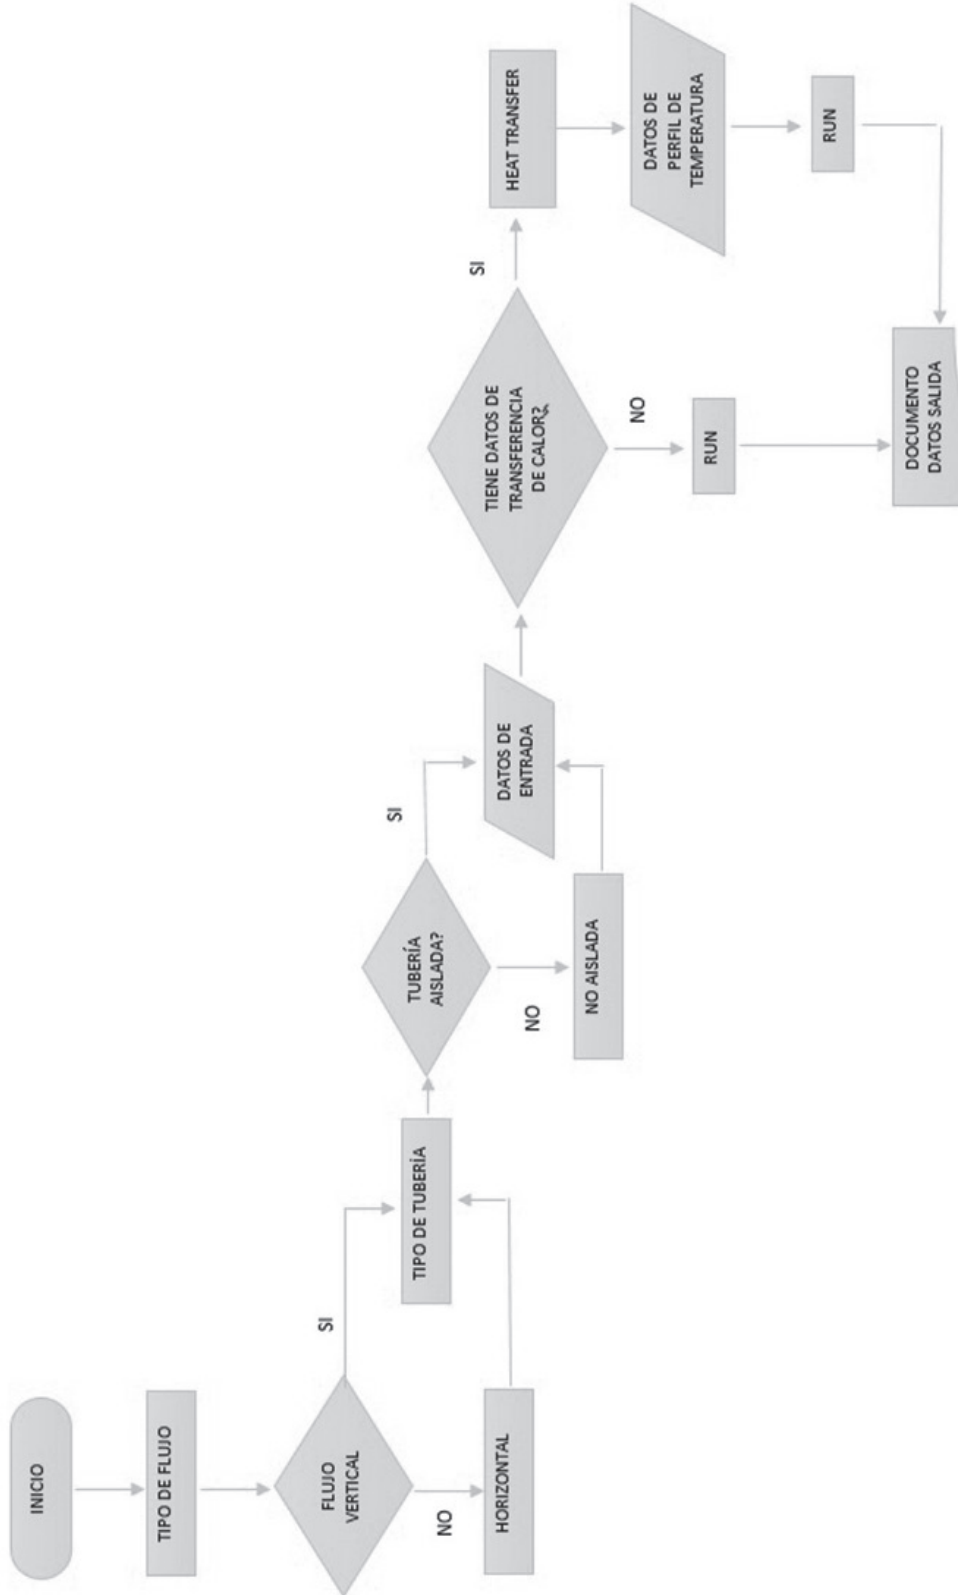 INICIO
TIPO DE FLUJO
FLUJO
VERTICAL
SI
NO
HORIZONTAL
TIPO DE TUBERÍA
TUBERÍA
AISLADA?
SI
NO
NO AISLADA
DATOS DE
ENTRADA
TIENE DATOS DE
TRANSFERENCIA
DE CALOR?
SI
NO
RUN
HEAT TRANSFER
DATOS DE
PERFIL DE
TEMPERATURA
RUN
DOCUMENTO
DATOS SALIDA